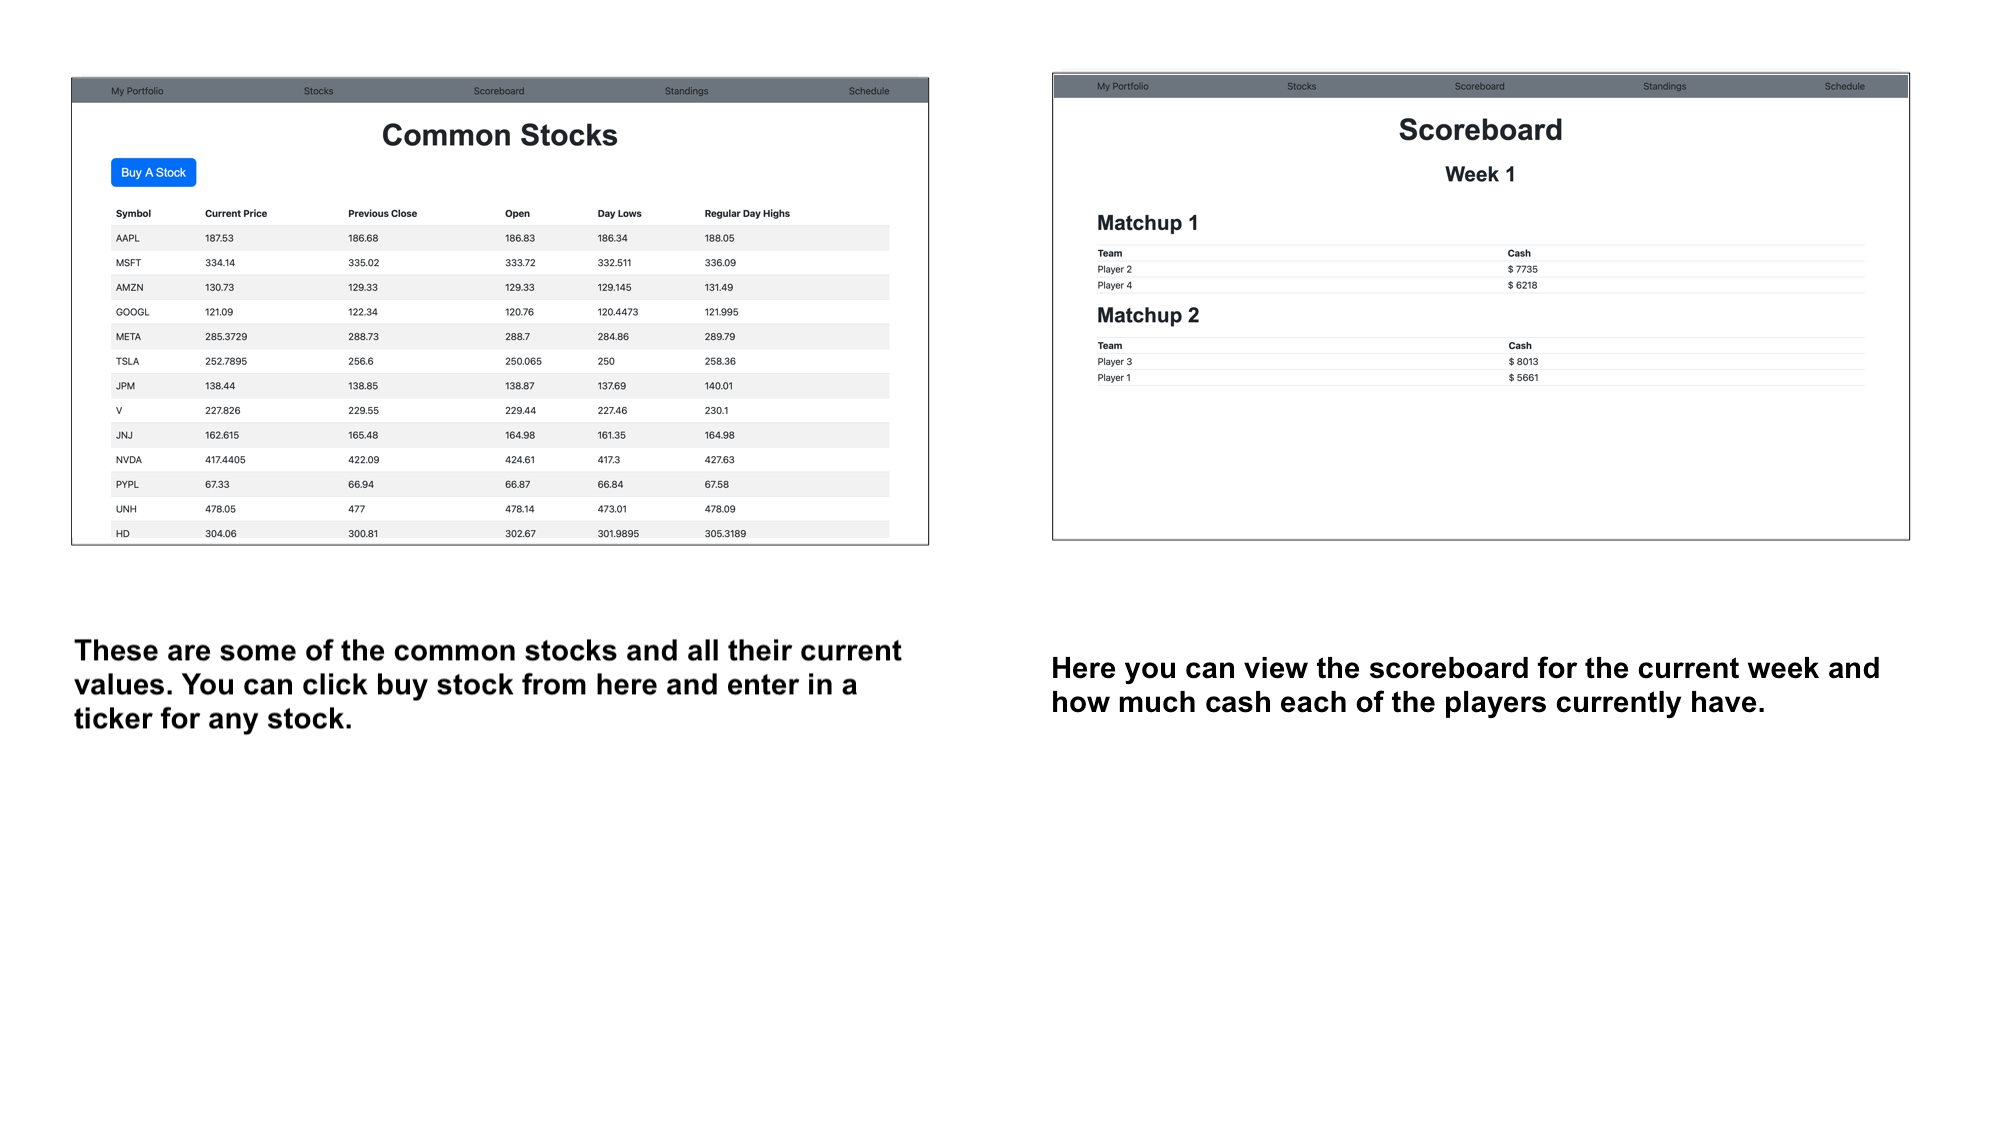 My Portfolio Stocks Scoreboard Standings Schedule
Common Stocks
Buy A Stock
Symbol Current Price Previous Close Open Day Lows Regular Day Highs
AAPL 187.53 186.68 186.83 186.34 188.05
MSFT 334.14 335.02 333.72 332.511 336.09
AMZN 130.73 129.33 129.33 129.145 131.49
GOOGL 121.09 122.34 120.76 120.4473 121.995
META 285.3729 288.73 288.7 284.86 289.79
TSLA 252.7895 256.6 250.065 250 258.36
JPM 138.44 138.85 138.87 137.69 140.01
V 227.826 229.55 229.44 227.46 230.1
JNJ 162.615 165.48 164.98 161.35 164.98
NVDA 417.4405 422.09 424.61 417.3 427.63
PYPL 67.33 66.94 66.87 66.84 67.58
UNH 478.05 477 478.14 473.01 478.09
HD 304.06 300.81 302.67 301.9895 305.3189
These are some of the common stocks and all their current
values. You can click buy stock from here and enter in a
ticker for any stock.
My Portfolio Stocks Scoreboard Standings Schedule
Scoreboard
Week 1
Matchup 1
Team Cash
Player 2 $ 7735
Player 4 $ 6218
Matchup 2
Team Cash
Player 3 $ 8013
Player 1 $ 5661
Here you can view the scoreboard for the current week and
how much cash each of the players currently have.